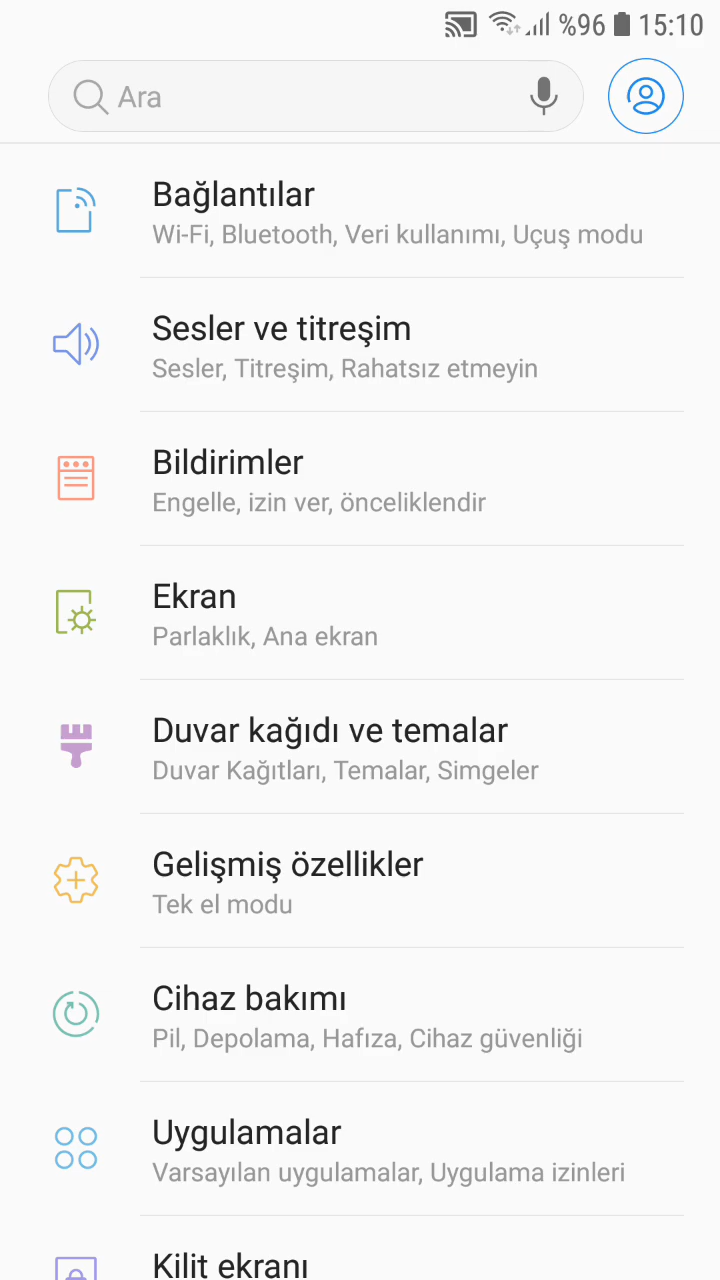 %96 15:10
Ara
Bağlantılar
Wi-Fi, Bluetooth, Veri kullanımı, Uçuş modu
Sesler ve titreşim
Sesler, Titreşim, Rahatsız etmeyin
Bildirimler
Engelle, izin ver, önceliklendir
Ekran
Parlaklık, Ana ekran
Duvar kağıdı ve temalar
Duvar Kağıtları, Temalar, Simgeler
Gelişmiş özellikler
Tek el modu
Cihaz bakımı
Pil, Depolama, Hafıza, Cihaz güvenliği
Uygulamalar
Varsayılan uygulamalar, Uygulama izinleri
Kilit ekranı